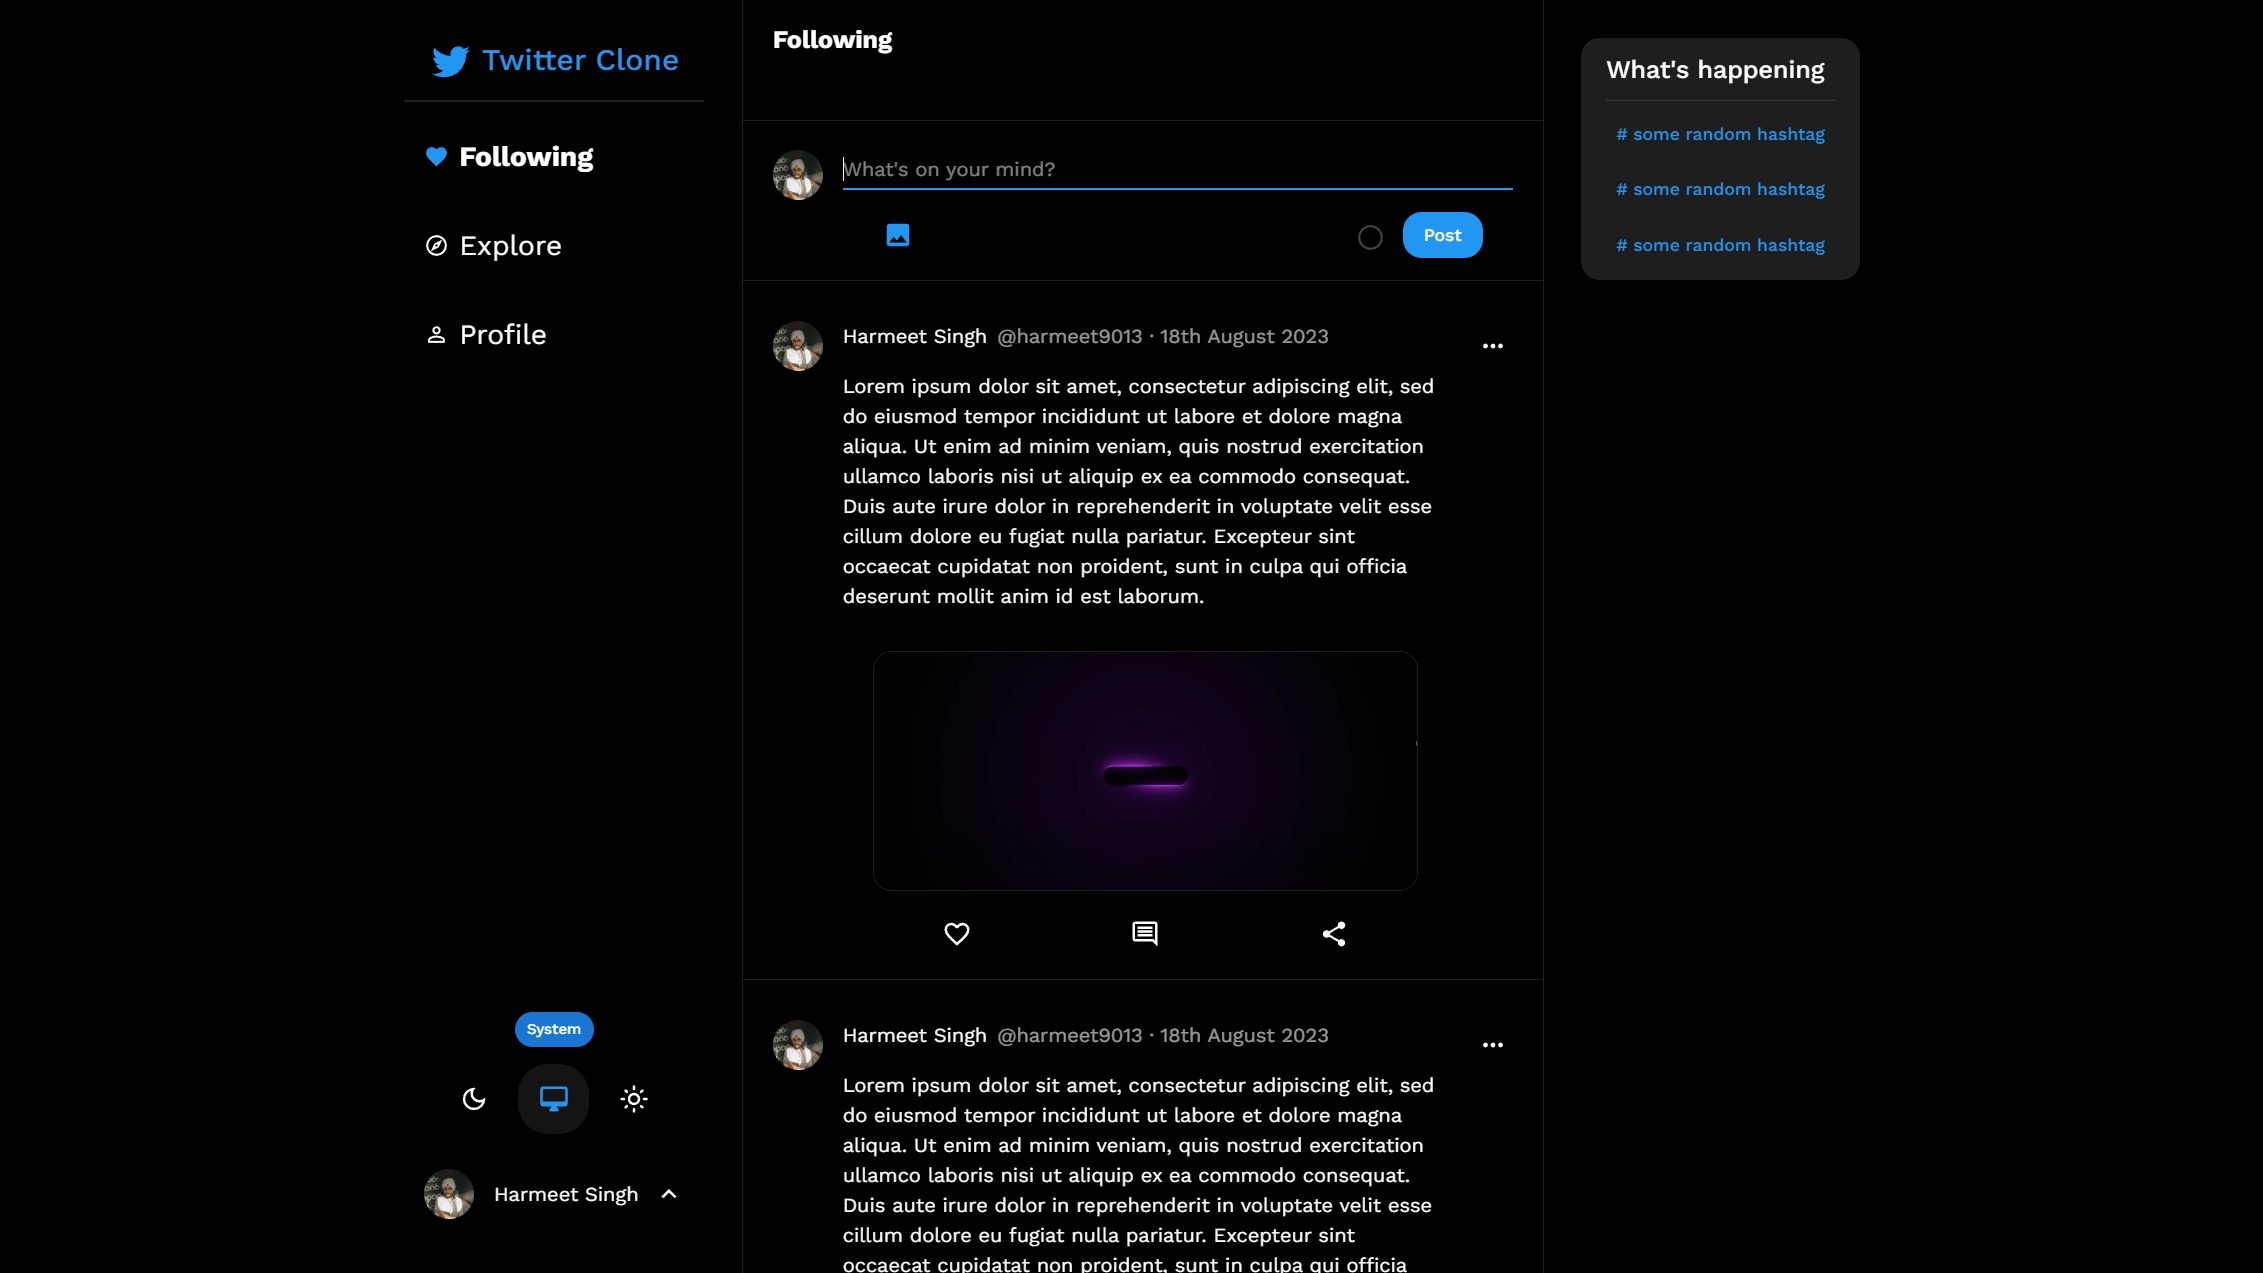 Twitter Clone
Following
Explore
Profile
System
Harmeet Singh
Following
What's on your mind?
Post
Harmeet Singh @harmeet9013 · 18th August 2023
Lorem ipsum dolor sit amet, consectetur adipiscing elit, sed
do eiusmod tempor incididunt ut labore et dolore magna
aliqua. Ut enim ad minim veniam, quis nostrud exercitation
ullamco laboris nisi ut aliquip ex ea commodo consequat.
Duis aute irure dolor in reprehenderit in voluptate velit esse
cillum dolore eu fugiat nulla pariatur. Excepteur sint
occaecat cupidatat non proident, sunt in culpa qui officia
deserunt mollit anim id est laborum.
Harmeet Singh @harmeet9013 · 18th August 2023
Lorem ipsum dolor sit amet, consectetur adipiscing elit, sed
do eiusmod tempor incididunt ut labore et dolore magna
aliqua. Ut enim ad minim veniam, quis nostrud exercitation
ullamco laboris nisi ut aliquip ex ea commodo consequat.
Duis aute irure dolor in reprehenderit in voluptate velit esse
cillum dolore eu fugiat nulla pariatur. Excepteur sint
occaecat cupidatat non proident, sunt in culpa qui officia
What's happening
# some random hashtag
# some random hashtag
# some random hashtag